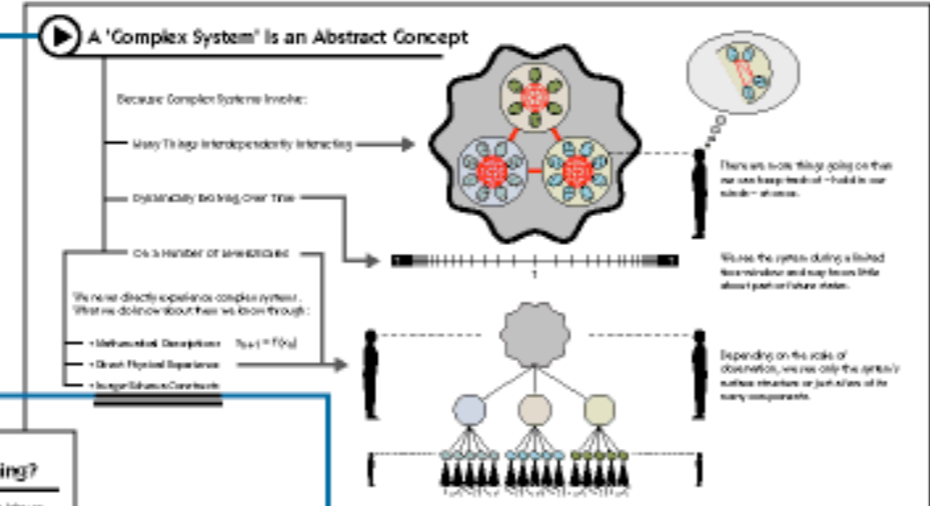 A 'Complex System' Is an Abstract Concept
Because Complex Systems Involve:
Many Things Interdependently Interacting
Dynamically Evolving Over Time
On a Number of
We never directly experience complex systems.
What we do know about them we know through:
• Mathematical Descriptions
• Direct Physical Experience
• Image Schema Constructs
There are more things going on than
we can keep track of – hold in our
minds – at once.
We see the system during a limited
time-window and may know little
about past or future states.
Depending on the scale of
observation, we see only the system's
surface structure or just a few of its
many components.
ing?